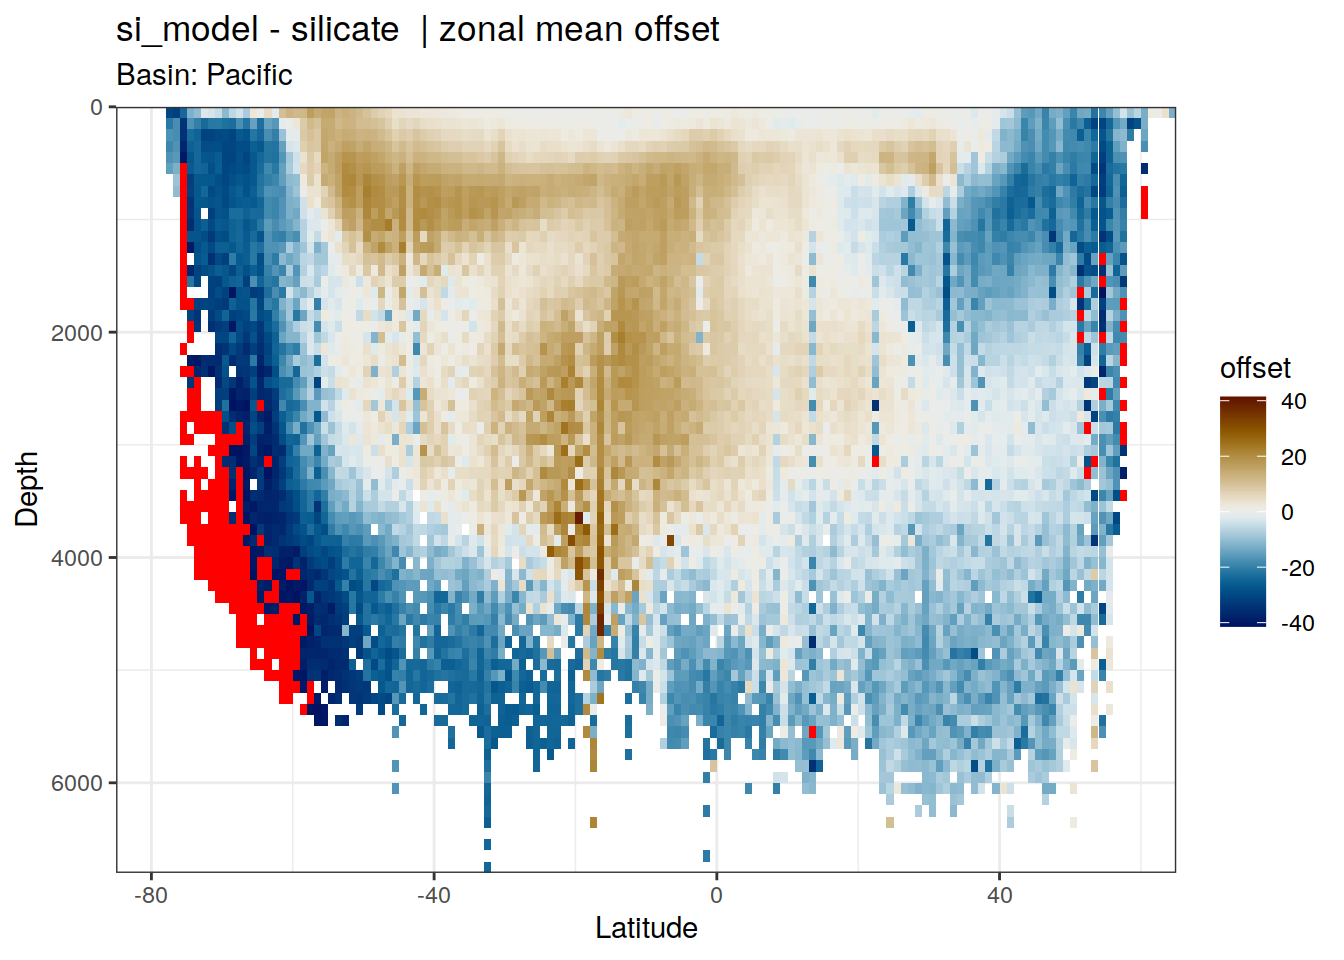 si_model - silicate  | zonal mean offset
Basin: Pacific
0
2000
4000
6000
Depth
-80
-40
0
40
Latitude
offset
40
20
0
-20
-40